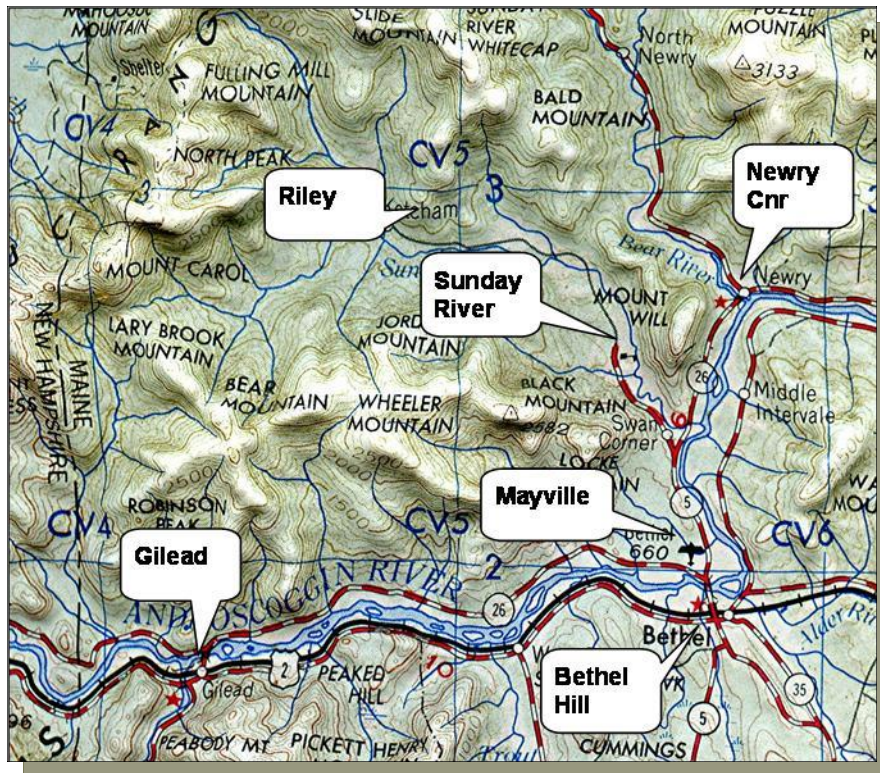 MAHOOSUC
MOUNTAIN
SLIDE
MOUNTAIN
SUNDAY
RIVER
WHITECAP
North
Newry
PUZZLE
MOUNTAIN
3133
Shelter
FULLING MILL
MOUNTAIN
BALD
MOUNTAIN
CV4
CV5
NORTH PEAK
Riley
Ketcham
3
Newry
Cnr
Bear River
Newry
MOUNT CAROL
Sunday
River
MOUNT
WILL
NEW HAMPSHIRE
MAINE
LARY BROOK
MOUNTAIN
MOUNTAIN
BEAR
MOUNTAIN
WHEELER
MOUNTAIN
BLACK
MOUNTAIN
2682
26
Middle
Intervale
Swan
Corner
LOCKE
2500
2500
2000
1500
ROBINSON
PEAK
Mayville
5
Bethel
660
CV4
CV5
CV6
Gilead
2
ANDROSCOGGIN RIVER
26
Bethel
Alder
Gilead
2
PEAKED
HILL
10
Bethel
Hill
35
5
PEABODY MT
PICKETT HENRY
CUMMINGS